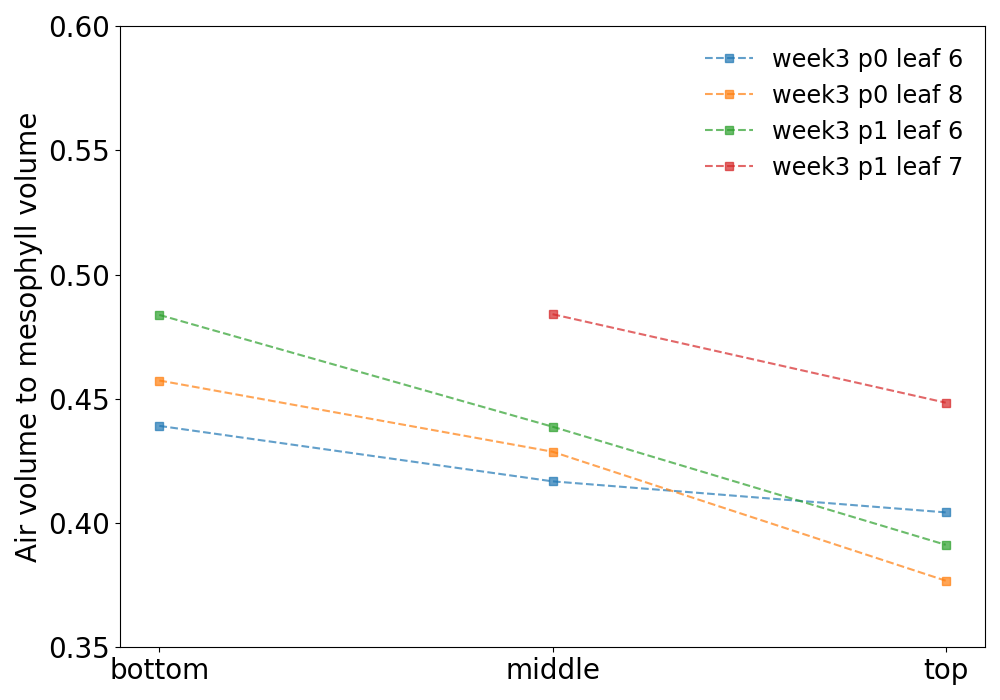 0.60
0.55
0.50
0.45
0.40
0.35
Air volume to mesophyll volume
week3 p0 leaf 6
week3 p0 leaf 8
week3 p1 leaf 6
week3 p1 leaf 7
bottom
middle
top